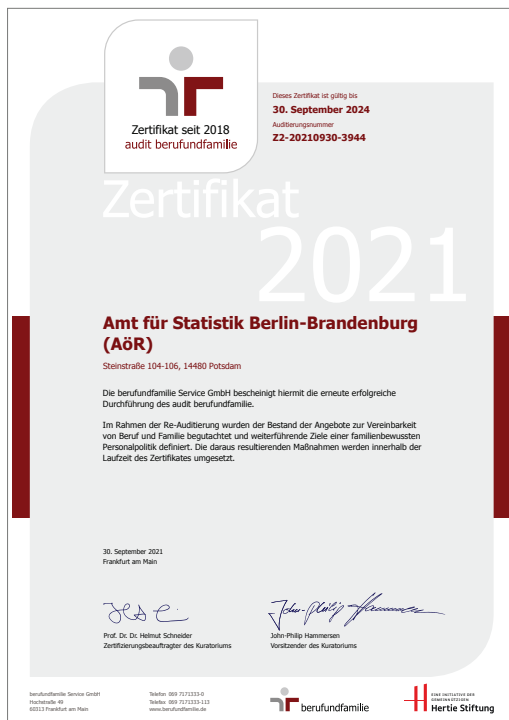 Zertifikat seit 2018
audit berufundfamilie
Dieses Zertifikat ist gültig bis
30. September 2024
Auditierungsnummer
Z2-20210930-3944
Zertifikat
2021
Amt für Statistik Berlin-Brandenburg
(AöR)
Steinstraße 104-106, 14480 Potsdam
Die berufundfamilie Service GmbH bescheinigt hiermit die erneute erfolgreiche
Durchführung des audit berufundfamilie.
Im Rahmen der Re-Auditierung wurden der Bestand der Angebote zur Vereinbarkeit
von Beruf und Familie begutachtet und weiterführende Ziele einer familienbewussten
Personalpolitik definiert. Die daraus resultierenden Maßnahmen werden innerhalb der
Laufzeit des Zertifikates umgesetzt.
30. September 2021
Frankfurt am Main
John-Philip Hammersen
Prof. Dr. Dr. Helmut Schneider
Zertifizierungsbeauftragter des Kuratoriums
John-Philip Hammersen
Vorsitzender des Kuratoriums
berufundfamilie Service GmbH
Hochstraße 49
60313 Frankfurt am Main
Telefon 069 7171333-0
Telefax 069 7171333-113
www.berufundfamilie.de
berufundfamilie
EINE INITIATIVE DER
GEMEINNÜTZIGEN
Hertie Stiftung